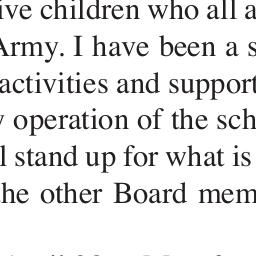 ive children who all a
Army. I have been a s
activities and support
operation of the sch
l stand up for what is
the other Board mem